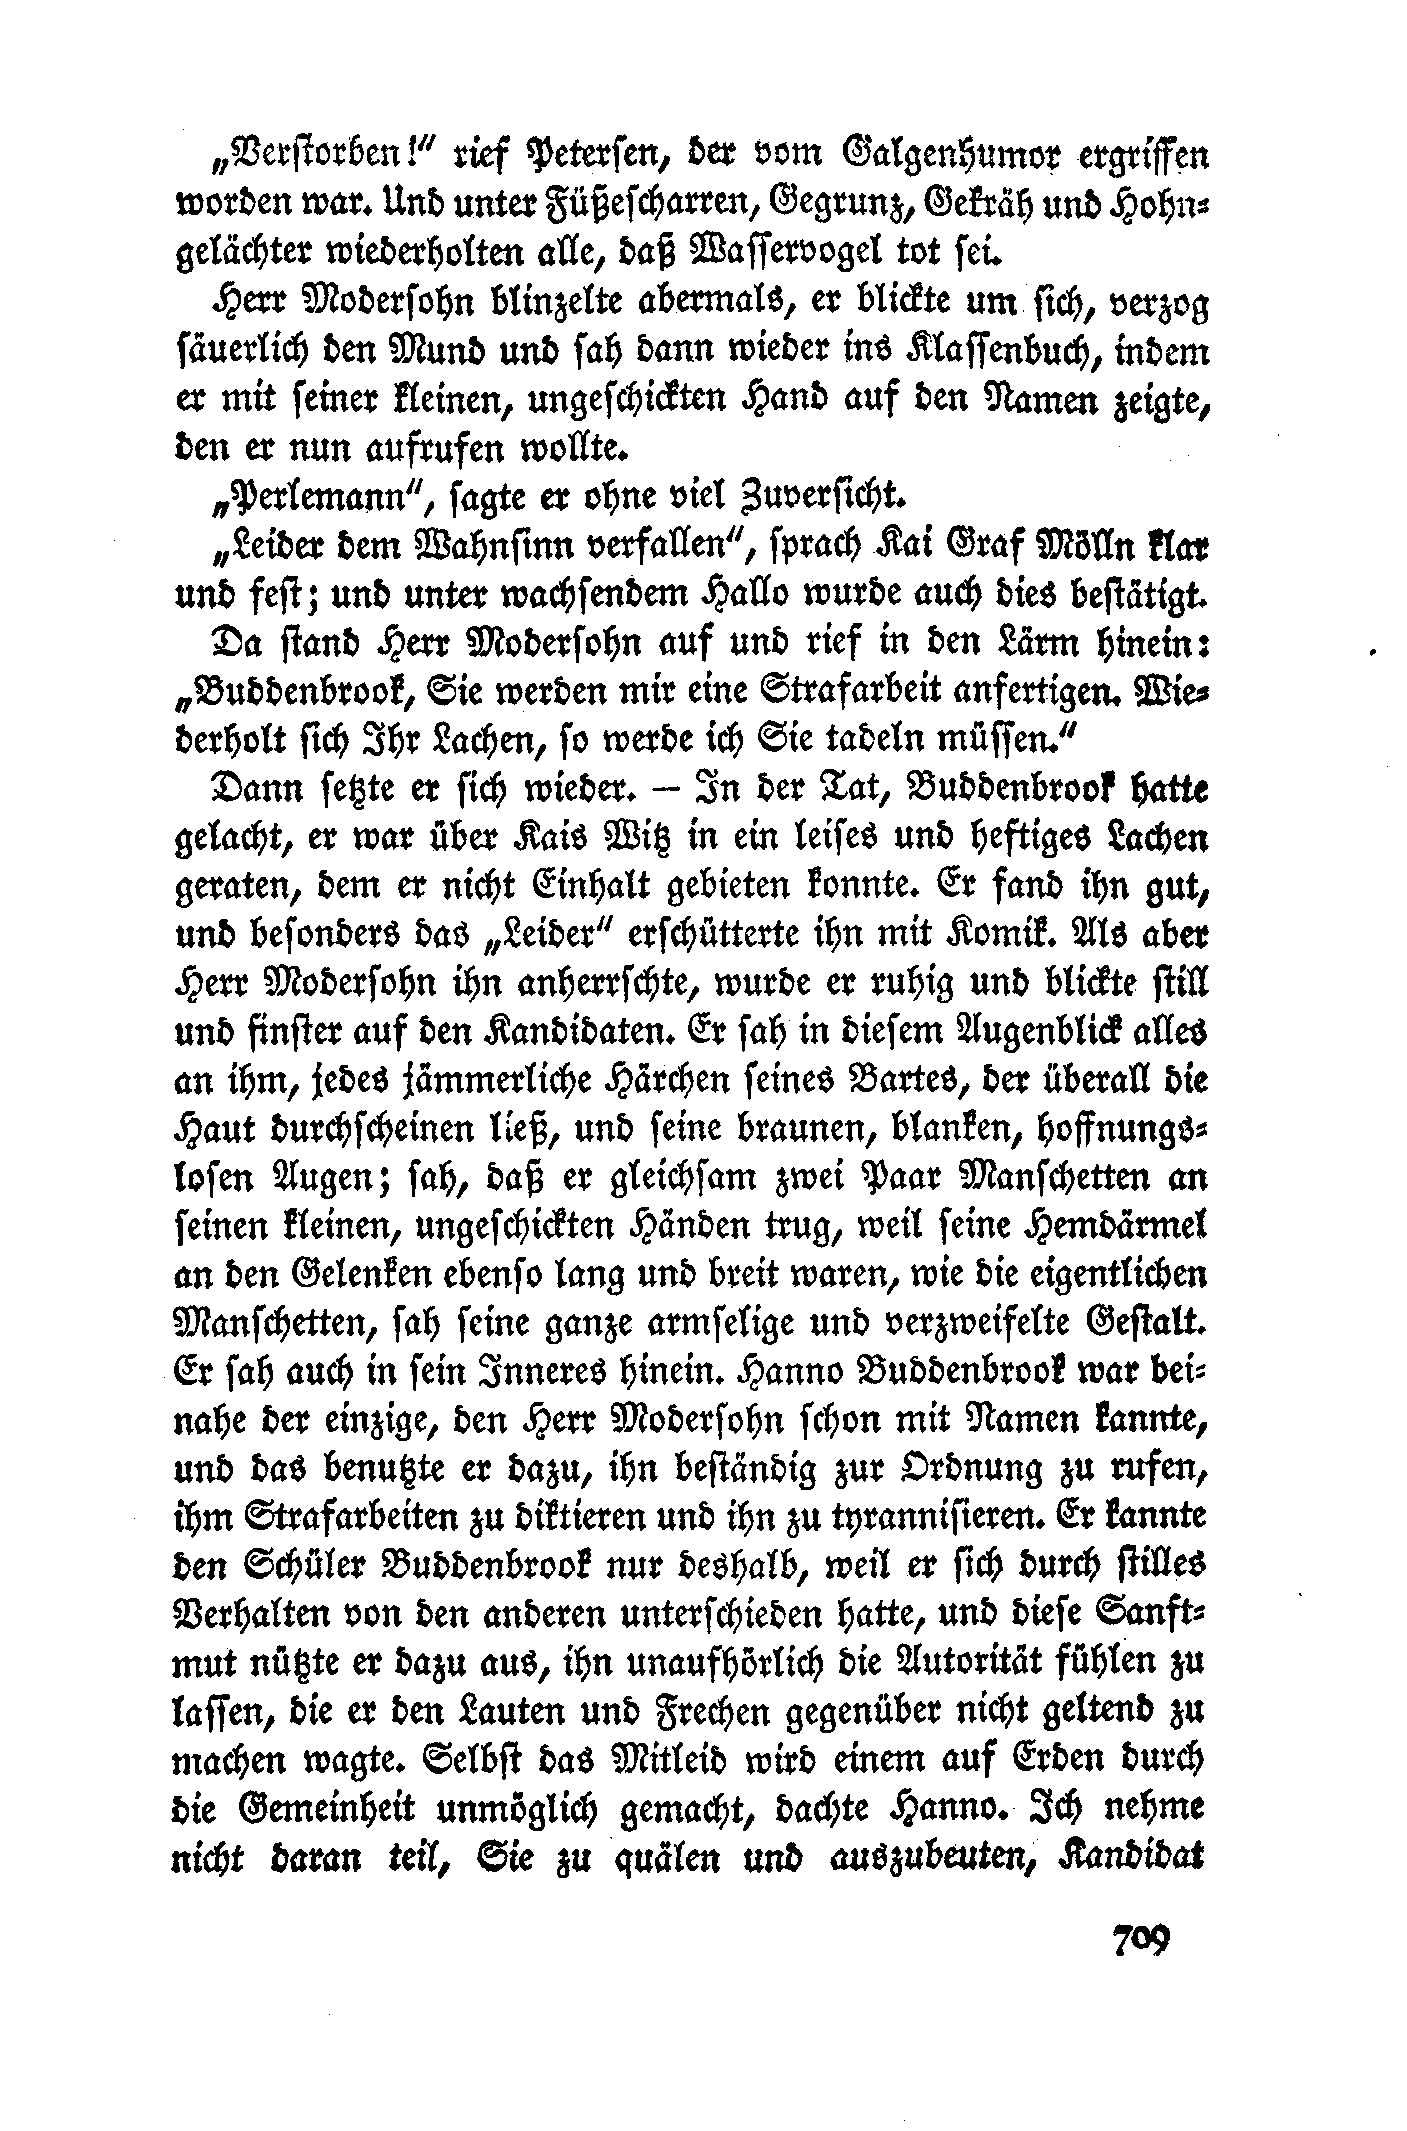 „Verstorben!“ rief Petersen, der vom Galgenhumor ergriffen
worden war. Und unter Füßescharren, Gegrunz, Gekräh und Hohn-
gelächter wiederholten alle, daß Wasservogel tot sei.
Herr Modersohn blinzelte abermals, er blickte um sich, verzog
säuerlich den Mund und sah dann wieder ins Klassenbuch, indem
er mit seiner kleinen, ungeschickten Hand auf den Namen zeigte,
den er nun aufrufen wollte.
„Perlemann“, sagte er ohne viel Zuversicht.
„Leider dem Wahnsinn verfallen“, sprach Kai Graf Mölln klar
und fest; und unter wachsendem Hallo wurde auch dies bestätigt.
Da stand Herr Modersohn auf und rief in den Lärm hinein:
„Buddenbrook, Sie werden mir eine Strafarbeit anfertigen. Wie-
derholt sich Ihr Lachen, so werde ich Sie tadeln müssen.“
Dann setzte er sich wieder. — In der Tat, Buddenbrook hatte
gelacht, er war über Kais Witz in ein leises und heftiges Lachen
geraten, dem er nicht Einhalt gebieten konnte. Er fand ihn gut,
und besonders das „Leider“ erschütterte ihn mit Komik. Als aber
Herr Modersohn ihn anherrschte, wurde er ruhig und blickte still
und finster auf den Kandidaten. Er sah in diesem Augenblick alles
an ihm, jedes jämmerliche Härchen seines Bartes, der überall die
Haut durchscheinen ließ, und seine braunen, blanken, hoffnungs-
losen Augen; sah, daß er gleichsam zwei Paar Manschetten an
seinen kleinen, ungeschickten Händen trug, weil seine Hemdärmel
an den Gelenken ebenso lang und breit waren, wie die eigentlichen
Manschetten, sah seine ganze armselige und verzweifelte Gestalt.
Er sah auch in sein Inneres hinein. Hanno Buddenbrook war bei-
nahe der einzige, den Herr Modersohn schon mit Namen kannte,
und das benutzte er dazu, ihn beständig zur Ordnung zu rufen,
ihm Strafarbeiten zu diktieren und ihn zu tyrannisieren. Er kannte
den Schüler Buddenbrook nur deshalb, weil er sich durch stilles
Verhalten von den anderen unterschieden hatte, und diese Sanft-
mut nützte er dazu aus, ihn unaufhörlich die Autorität fühlen zu
lassen, die er den Lauten und Frechen gegenüber nicht geltend zu
machen wagte. Selbst das Mitleid wird einem auf Erden durch
die Gemeinheit unmöglich gemacht, dachte Hanno. Ich nehme
nicht daran teil, Sie zu quälen und auszubeuten, Kandidat
709